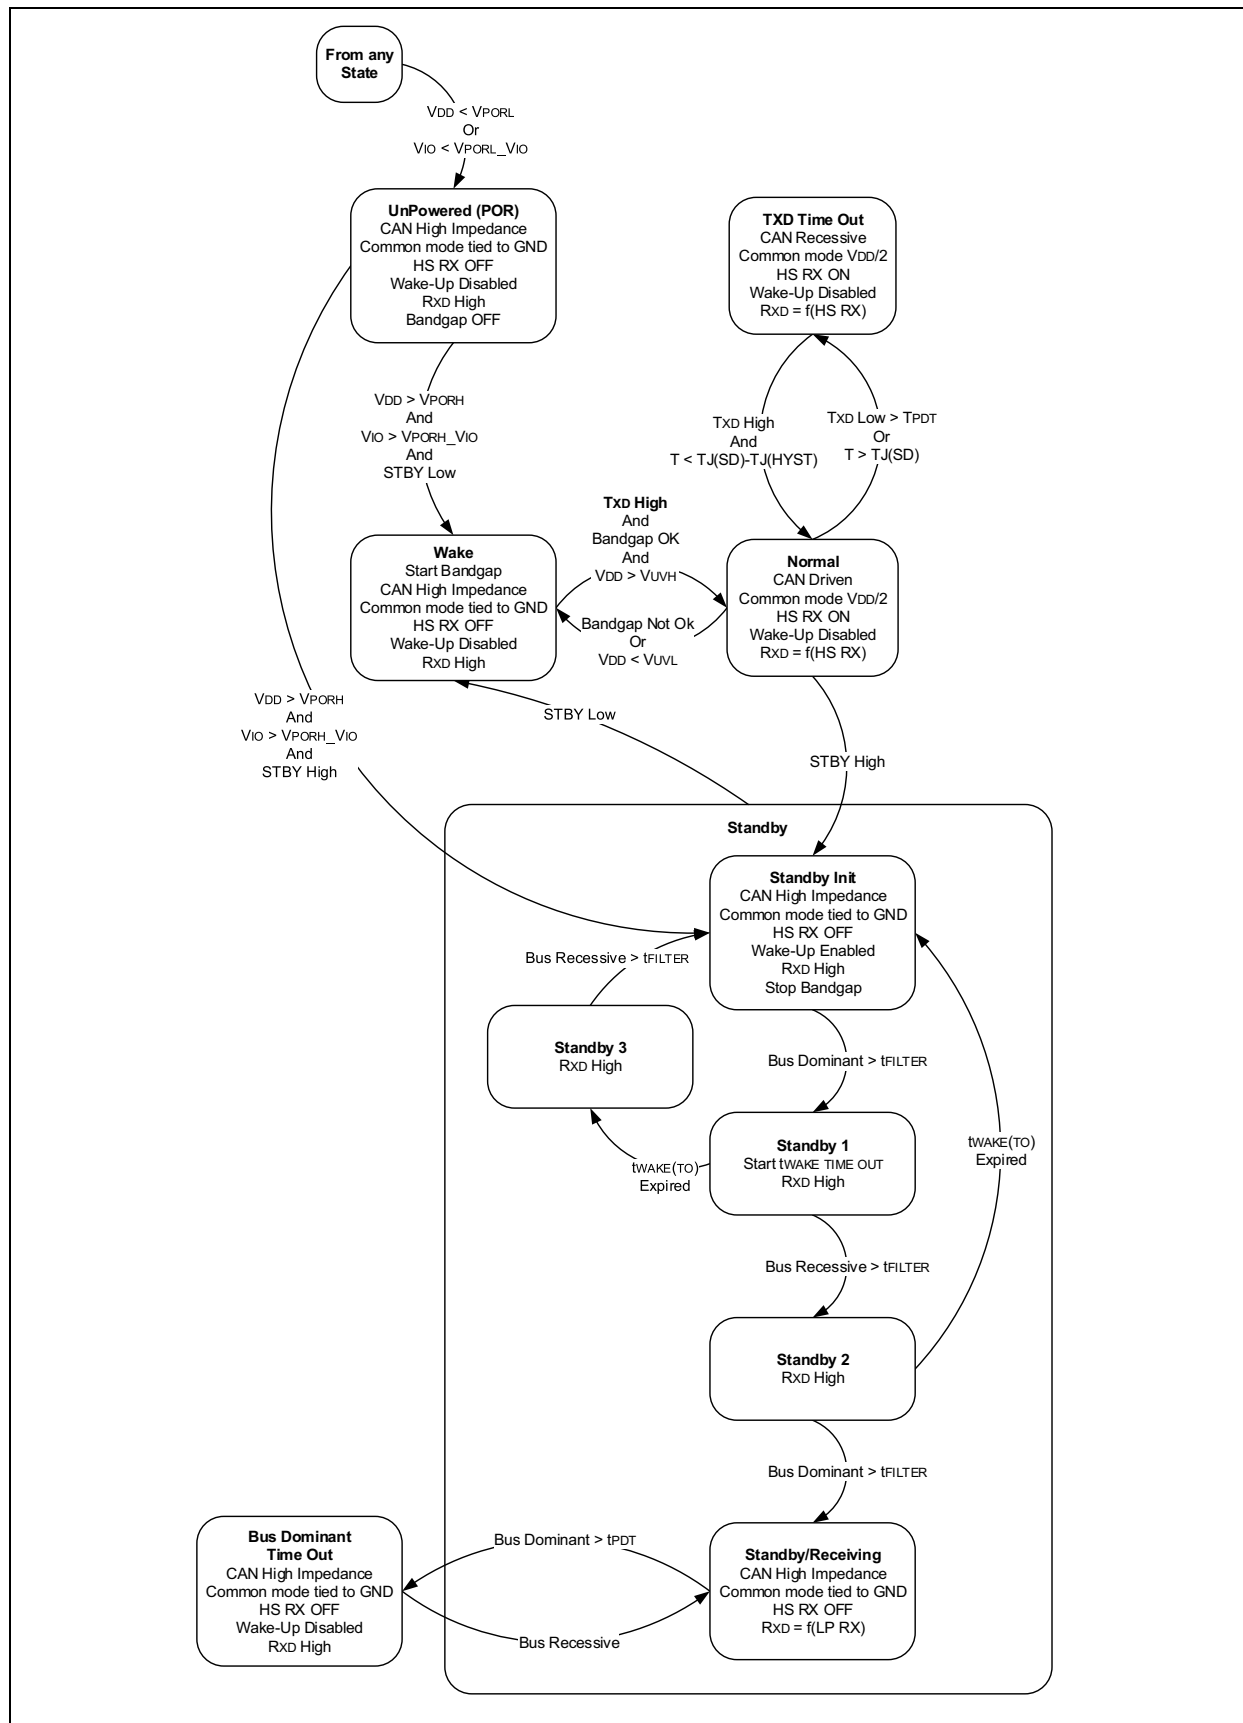 From any
State
VDD < VPORL
Or
VIO < VPORL_VIO
UnPowered (POR)
CAN High Impedance
Common mode tied to GND
HS RX OFF
Wake-Up Disabled
RXD High
Bandgap OFF
TXD Time Out
CAN Recessive
Common mode VDD/2
HS RX ON
Wake-Up Disabled
RXD = f(HS RX)
VDD > VPORH
And
VIO > VPORH_VIO
And
STBY Low
TXD High
And
T < TJ(SD)-TJ(HYST)
TXD Low > TPDT
Or
T > TJ(SD)
TXD High
And
Bandgap OK
And
VDD > VUVH
Wake
Start Bandgap
CAN High Impedance
Common mode tied to GND
HS RX OFF
Wake-Up Disabled
RXD High
Bandgap Not Ok
Or
VDD < VUVL
Normal
CAN Driven
Common mode VDD/2
HS RX ON
Wake-Up Disabled
RXD = f(HS RX)
VDD > VPORH
And
VIO > VPORH_VIO
And
STBY High
STBY Low
STBY High
Standby
Standby Init
CAN High Impedance
Common mode tied to GND
HS RX OFF
Wake-Up Enabled
RXD High
Stop Bandgap
Bus Recessive > tFILTER
Standby 3
RXD High
Bus Dominant > tFILTER
Standby 1
Start tWAKE TIME OUT
RXD High
tWAKE(TO)
Expired
tWAKE(TO)
Expired
Bus Recessive > tFILTER
Standby 2
RXD High
Bus Dominant > tFILTER
Bus Dominant
Time Out
CAN High Impedance
Common mode tied to GND
HS RX OFF
Wake-Up Disabled
RXD High
Bus Dominant > tPDT
Bus Recessive
Standby/Receiving
CAN High Impedance
Common mode tied to GND
HS RX OFF
RXD = f(LP RX)